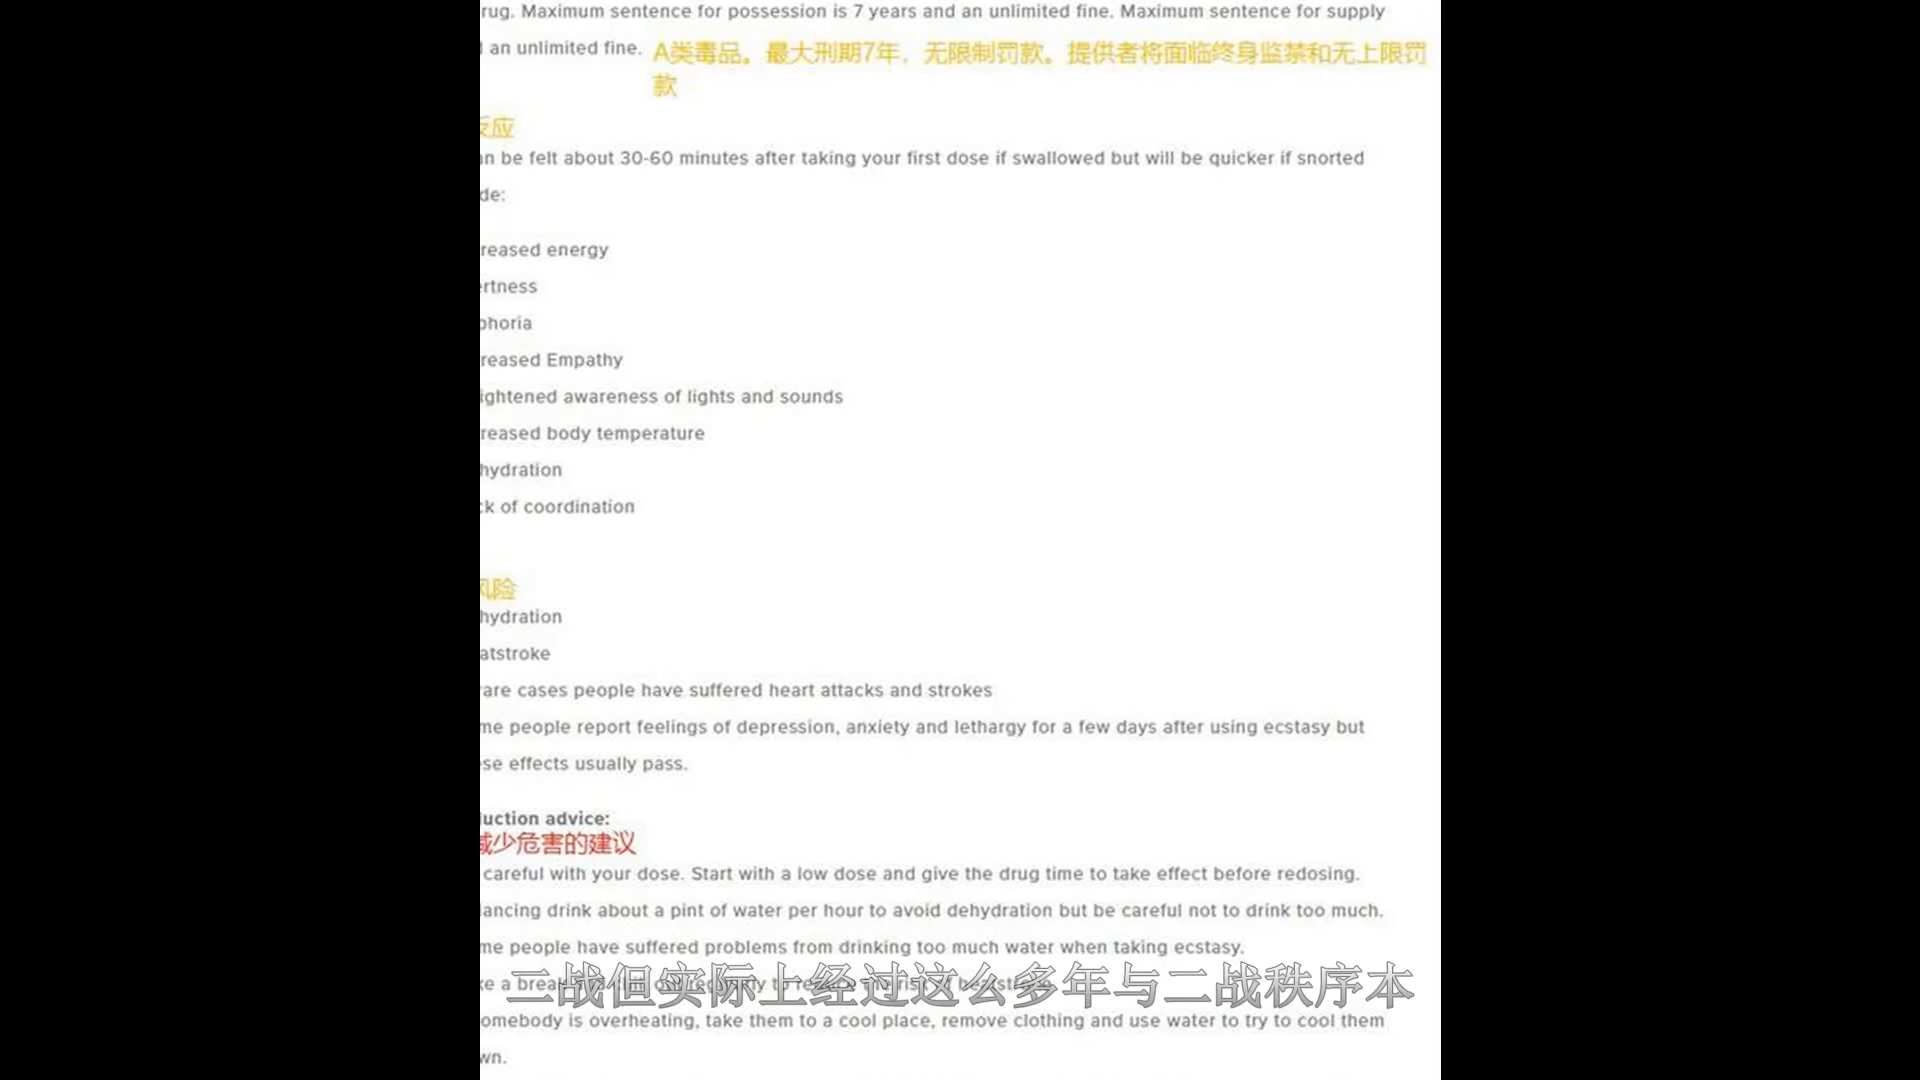 rug. Maximum sentence for possession is 7 years and an unlimited fine. Maximum sentence for supply
an unlimited fine.
A类毒品。最大刑期7年，无限制罚款。提供者将面临终身监禁和无上限罚
款
反应
n be felt about 30-60 minutes after taking your first dose if swallowed but will be quicker if snorted
de:
reased energy
rtness
phoria
reased Empathy
ightened awareness of lights and sounds
reased body temperature
hydration
ck of coordination
风险
hydration
atstroke
rare cases people have suffered heart attacks and strokes
me people report feelings of depression, anxiety and lethargy for a few days after using ecstasy but
se effects usually pass.
uction advice:
减少危害的建议
careful with your dose. Start with a low dose and give the drug time to take effect before redosing.
ancing drink about a pint of water per hour to avoid dehydration but be careful not to drink too much.
me people have suffered problems from drinking too much water when taking ecstasy.
ke a brea
二战但实际上经过这么多年与二战秩序本
omebody is overheating, take them to a cool place, remove clothing and use water to try to cool them
wn.